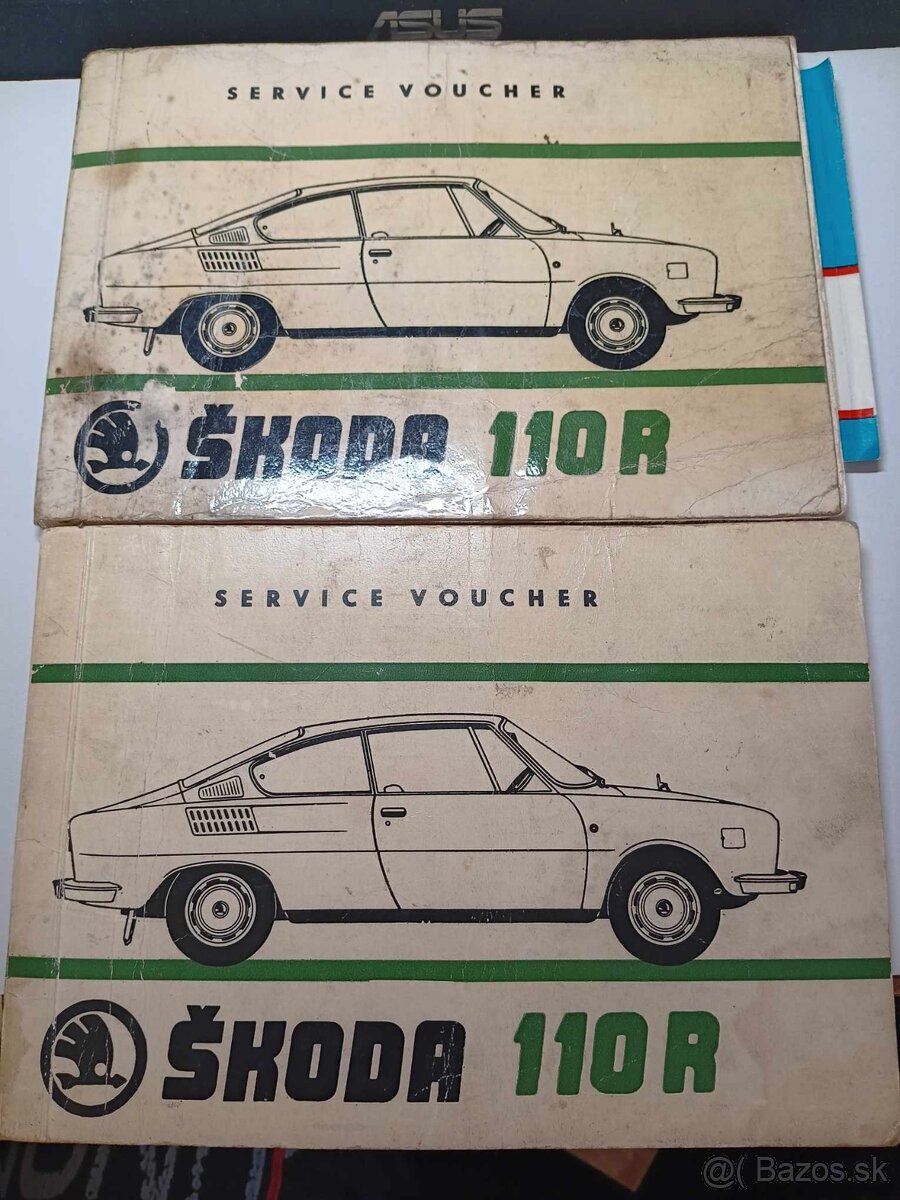 ASUS
SERVICE VOUCHER
ŠKODA 110 R
SERVICE VOUCHER
ŠKODA 110 R
@( Bazos.sk